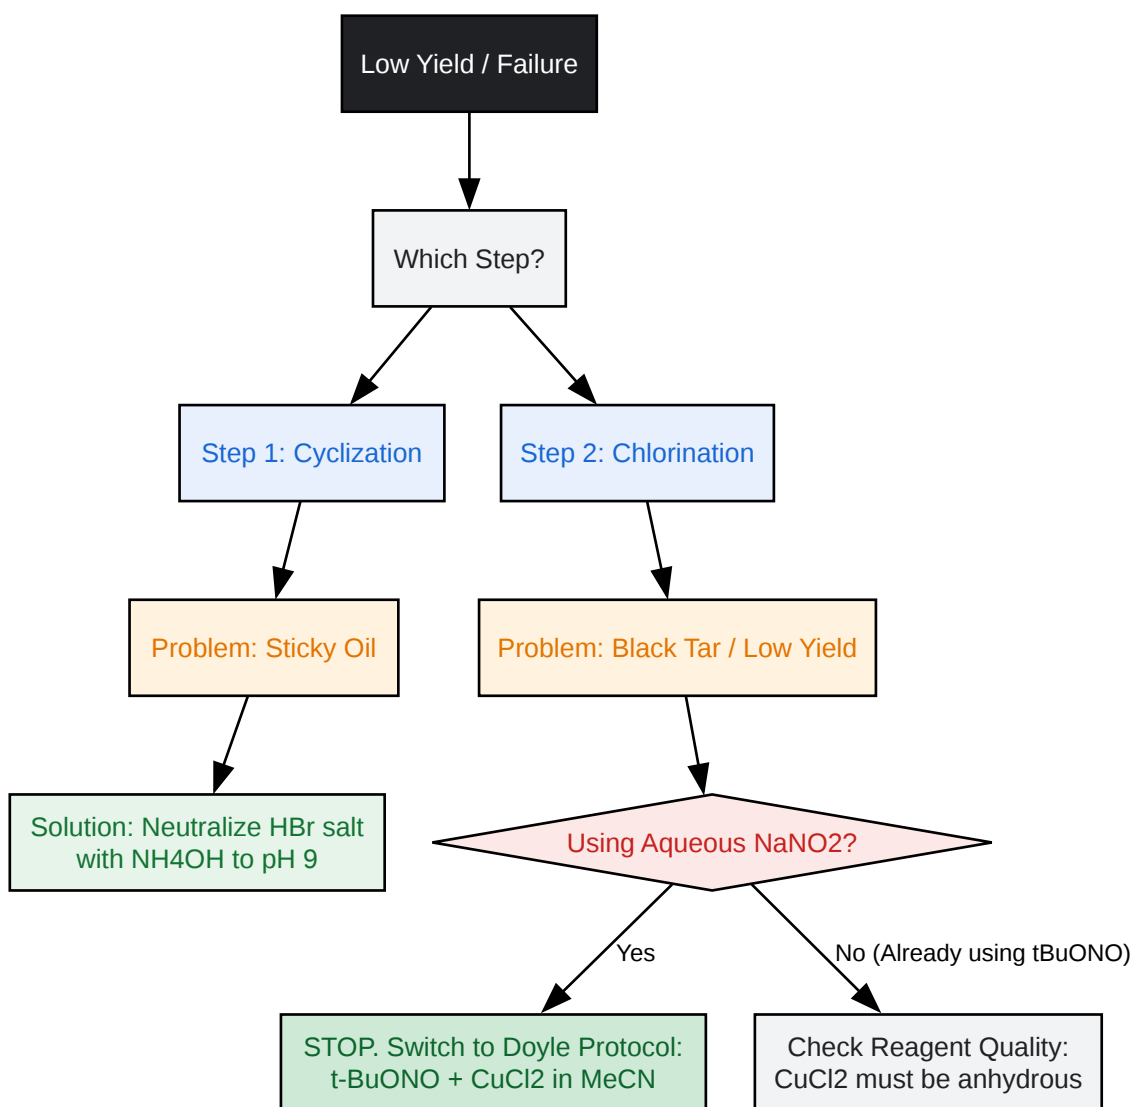 Low Yield / Failure
Which Step?
Step 1: Cyclization
Step 2: Chlorination
Problem: Sticky Oil
Problem: Black Tar / Low Yield
Solution: Neutralize HBr salt
with NH4OH to pH 9
Using Aqueous NaNO2?
Yes
No (Already using tBuONO)
STOP. Switch to Doyle Protocol:
t-BuONO + CuCl2 in MeCN
Check Reagent Quality:
CuCl2 must be anhydrous